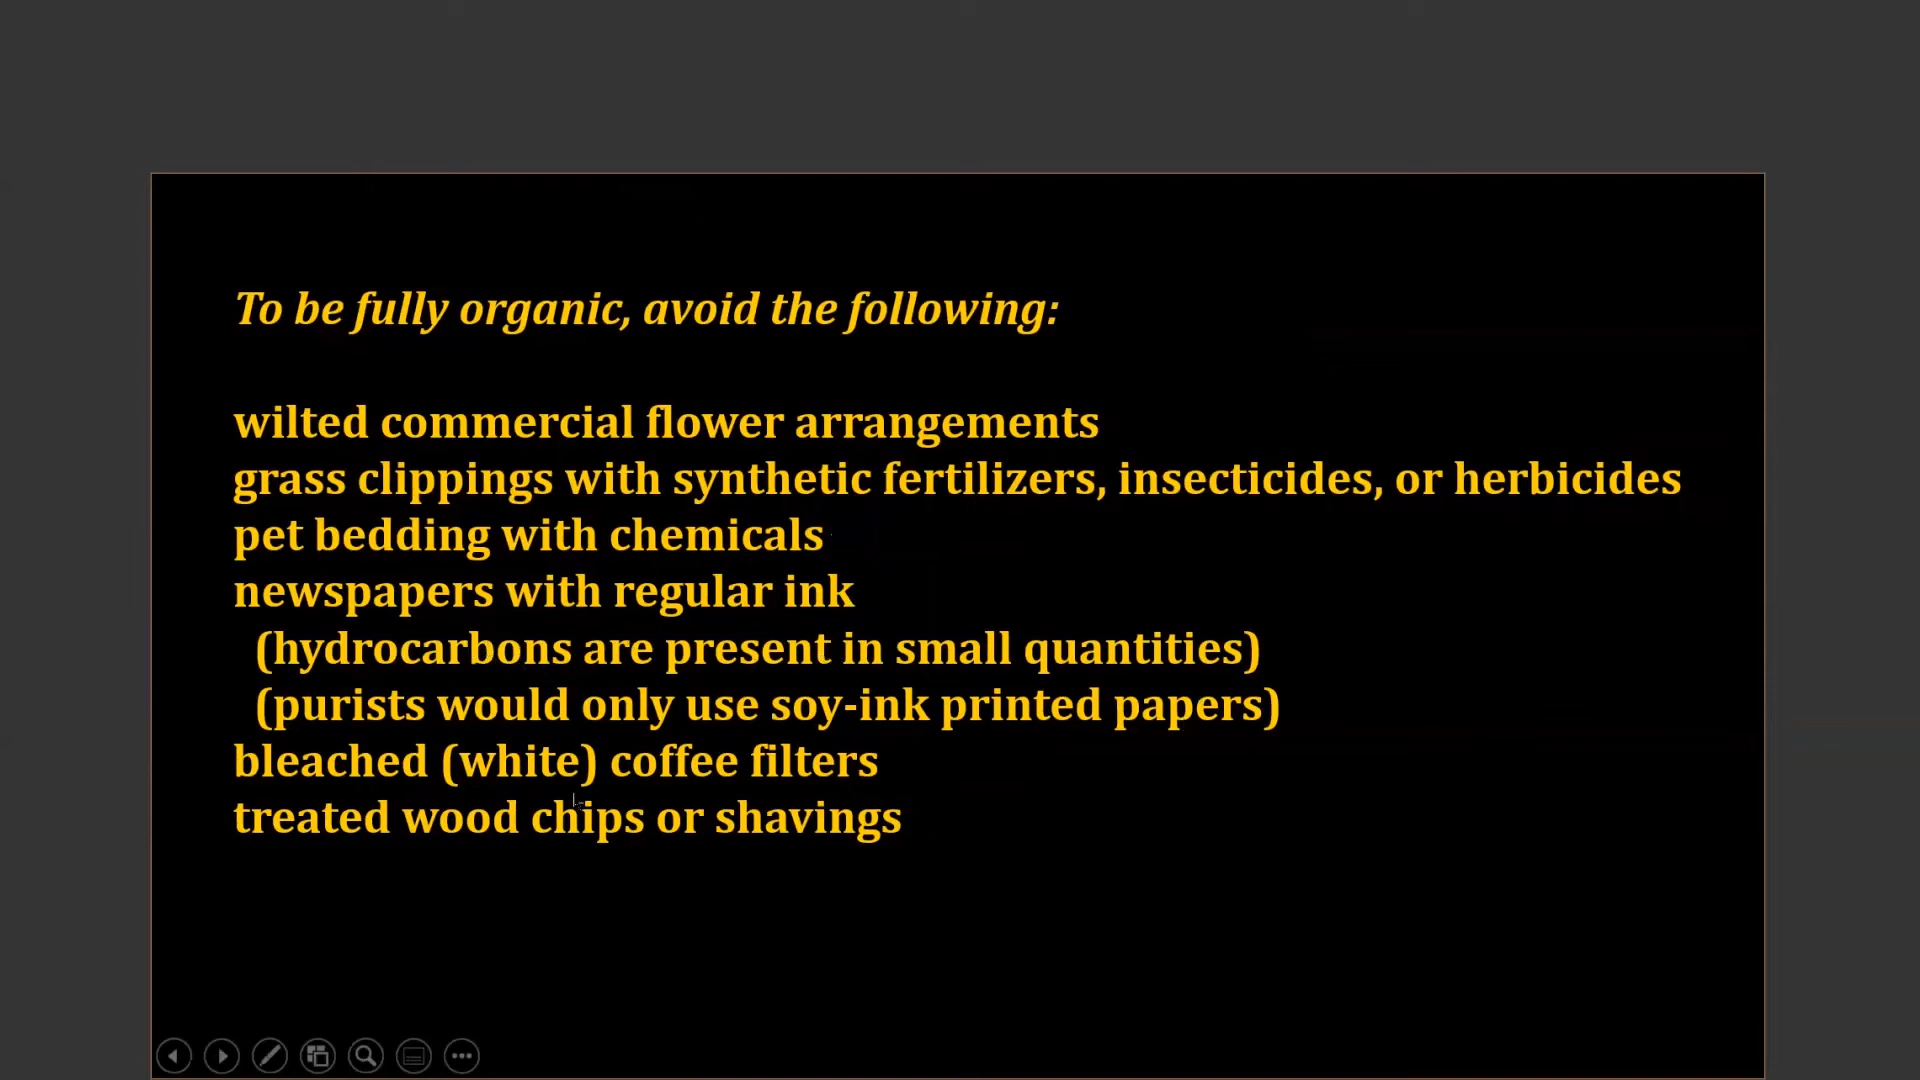 To be fully organic, avoid the following:
wilted commercial flower arrangements
grass clippings with synthetic fertilizers, insecticides, or herbicides
pet bedding with chemicals
newspapers with regular ink
(hydrocarbons are present in small quantities)
(purists would only use soy-ink printed papers)
bleached (white) coffee filters
treated wood chips or shavings